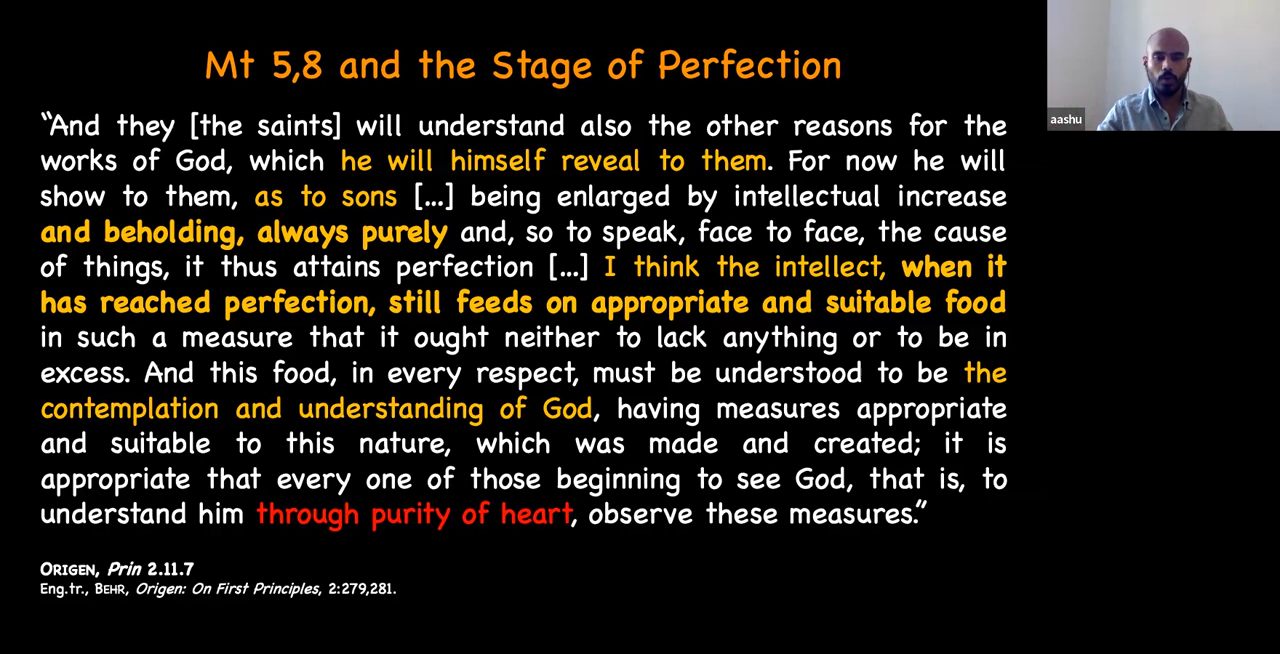 Mt 5,8 and the Stage of Perfection
aashu
“And they [the saints] will understand also the other reasons for the
works of God, which he will himself reveal to them. For now he will
show to them, as to sons [...] being enlarged by intellectual increase
and beholding, always purely and, so to speak, face to face, the cause
of things, it thus attains perfection [...] I think the intellect, when it
has reached perfection, still feeds on appropriate and suitable food
in such a measure that it ought neither to lack anything or to be in
excess. And this food, in every respect, must be understood to be the
contemplation and understanding of God, having measures appropriate
and suitable to this nature, which was made and created; it is
appropriate that every one of those beginning to see God, that is, to
understand him through purity of heart, observe these measures.”
ORIGEN, Prin 2.11.7
Eng.tr., BEHR, Origen: On First Principles, 2:279,281.